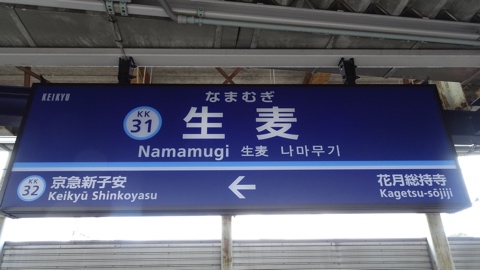 KEIKYU
なまむぎ
KK 31 生麦
Namamugi 生麦 나마무기
KK 32 京急新子安 花月総持寺
Keikyū Shinkoyasu ← Kagetsu-sōjiji